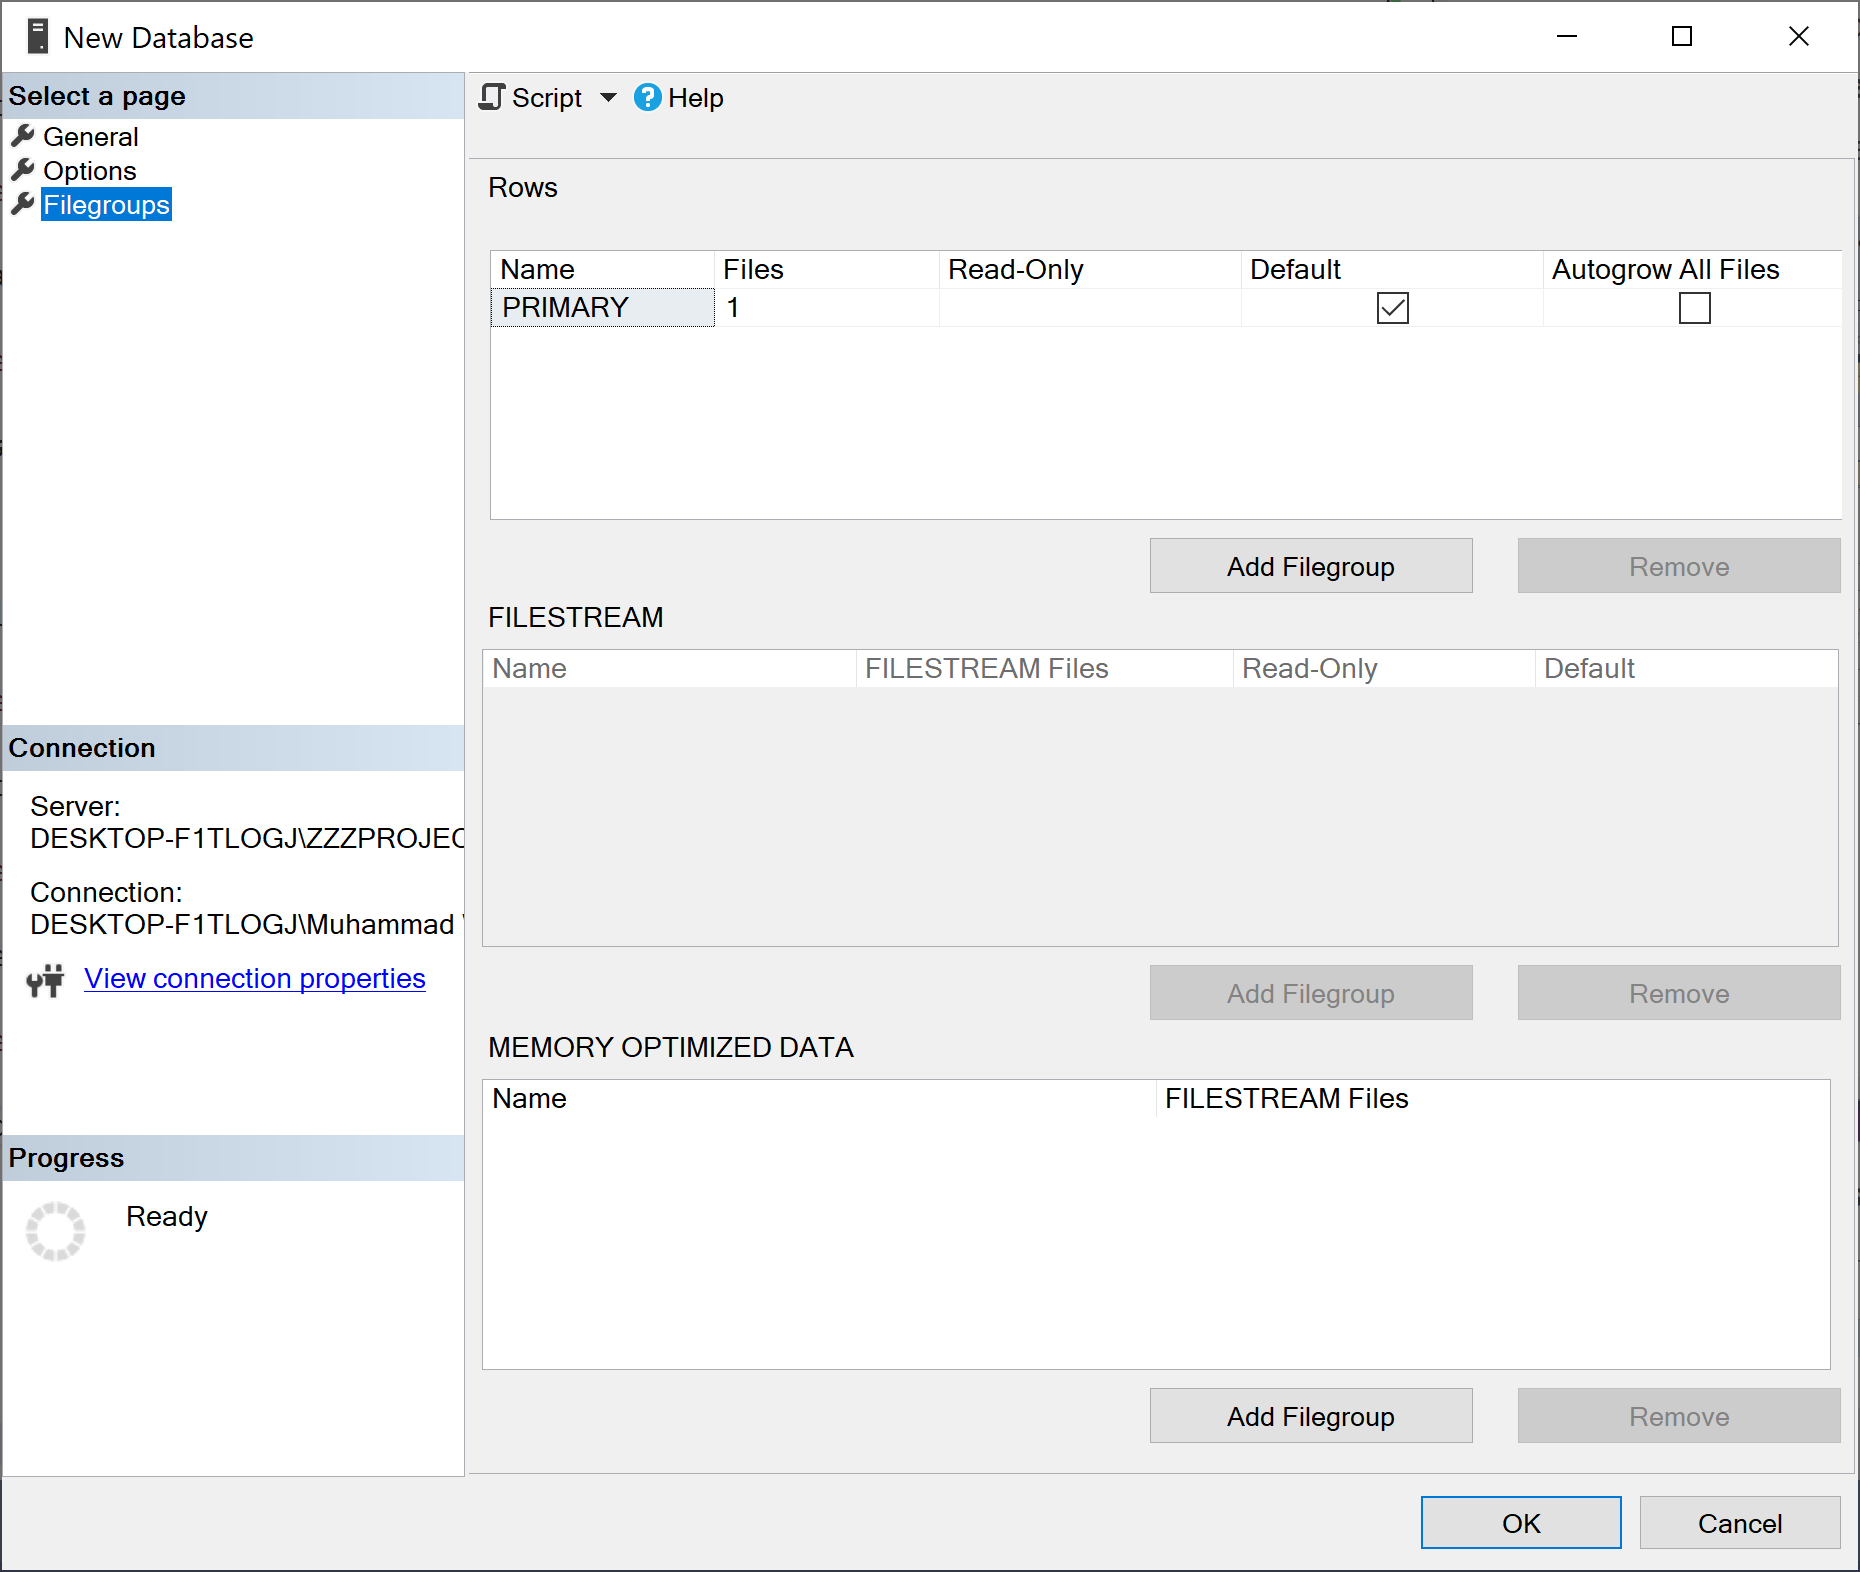 New Database
Select a page
General
Options
Filegroups
Script
Help
Rows
Name Files Read-Only Default Autogrow All Files
PRIMARY 1
Add Filegroup Remove
FILESTREAM
Name FILESTREAM Files Read-Only Default
Add Filegroup Remove
MEMORY OPTIMIZED DATA
Name FILESTREAM Files
Add Filegroup Remove
Connection
Server:
DESKTOP-F1TLOGJ\ZZZPROJEC
Connection:
DESKTOP-F1TLOGJ\Muhammad
View connection properties
Progress
Ready
OK Cancel